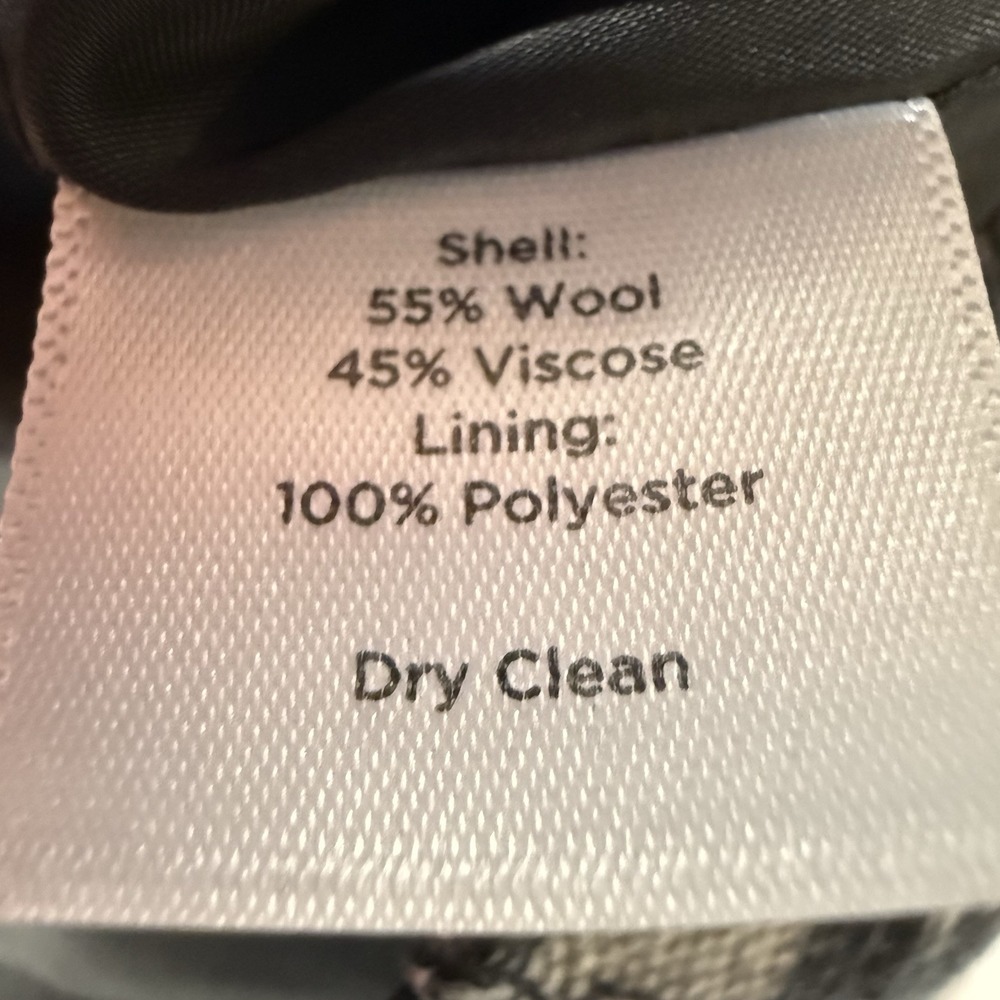 Shell:
55% Wool
45% Viscose
Lining:
100% Polyester
Dry Clean